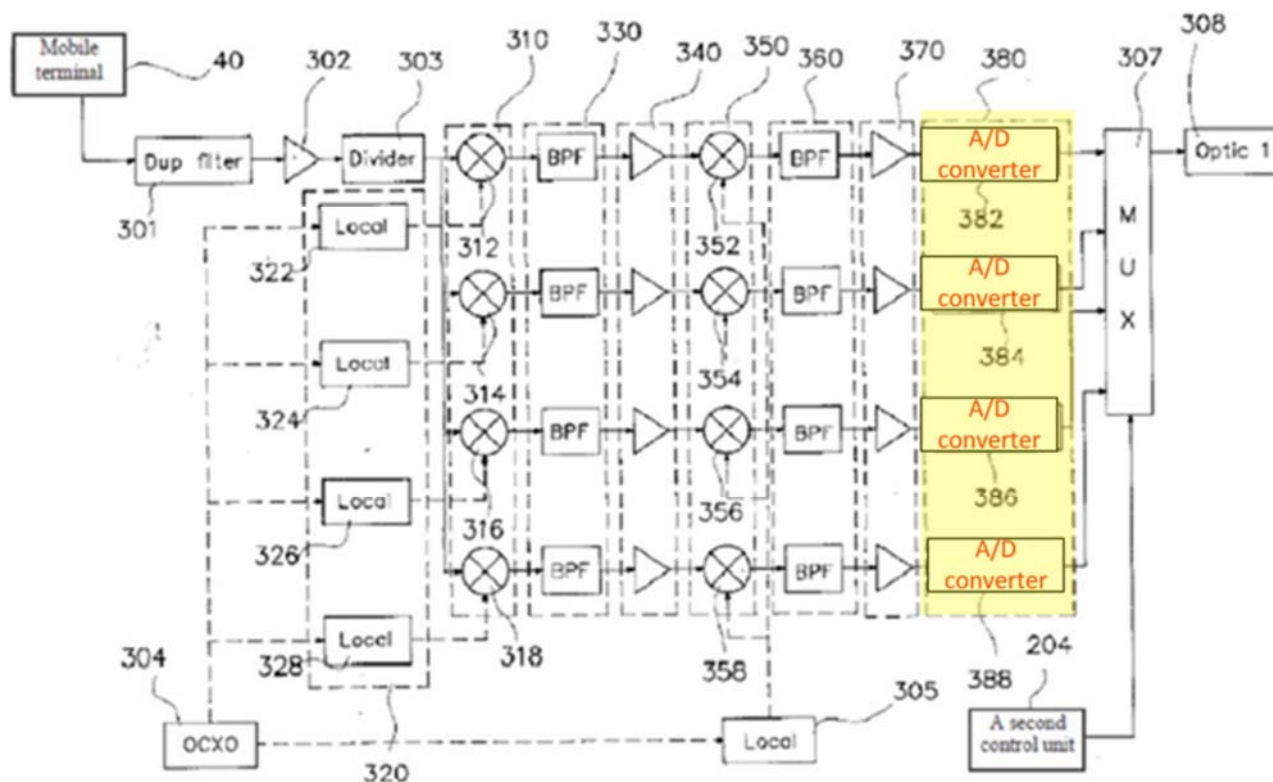 Mobile
terminal
40
302
303
310
330
340
350
360
370
380
307
308
Dup filter
Divider
BPF
BPF
A/D
converter
Optic 1
301
Local
312
352
382
M
U
X
322
BPF
BPF
A/D
converter
Local
314
354
384
324
BPF
BPF
A/D
converter
386
Local
316
356
326
BPF
BPF
A/D
converter
Local
328
318
358
388
204
304
305
OCXO
320
Local
A second
control unit